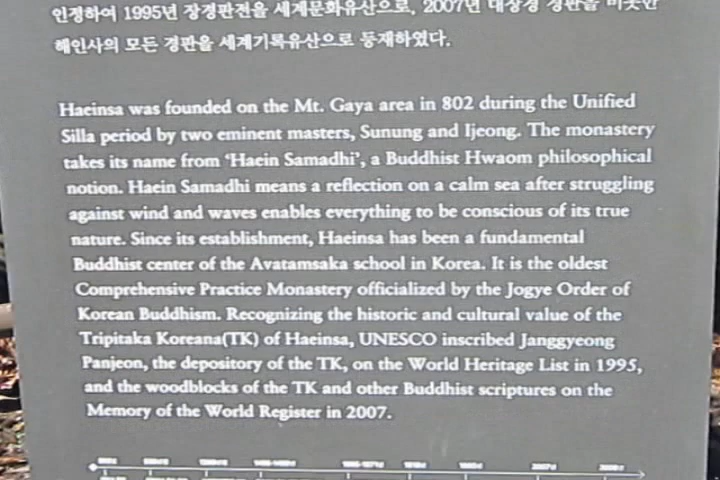 인정하여 1995년 장경판전을 세계문화유산으로, 2007년 대장경 경판을 비롯한
해인사의 모든 경판을 세계기록유산으로 등재하였다.
Haeinsa was founded on the Mt. Gaya area in 802 during the Unified
Silla period by two eminent masters, Sunung and Ijeong. The monastery
takes its name from ‘Haein Samadhi’, a Buddhist Hwaom philosophical
notion. Haein Samadhi means a reflection on a calm sea after struggling
against wind and waves enables everything to be conscious of its true
nature. Since its establishment, Haeinsa has been a fundamental
Buddhist center of the Avatamsaka school in Korea. It is the oldest
Comprehensive Practice Monastery officialized by the Jogye Order of
Korean Buddhism. Recognizing the historic and cultural value of the
Tripitaka Koreana(TK) of Haeinsa, UNESCO inscribed Janggyeong
Panjeon, the depository of the TK, on the World Heritage List in 1995,
and the woodblocks of the TK and other Buddhist scriptures on the
Memory of the World Register in 2007.